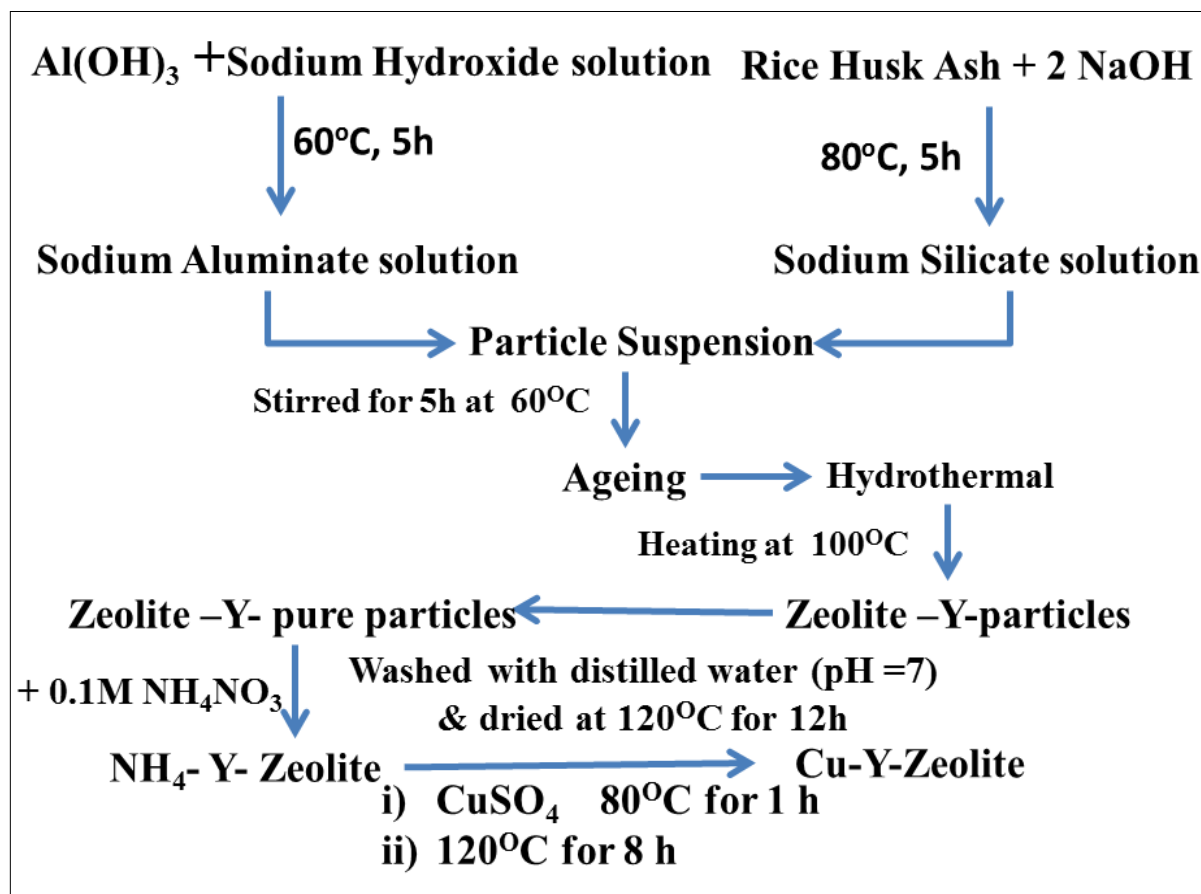 Al(OH)₃ +Sodium Hydroxide solution
Rice Husk Ash + 2 NaOH
60ºC, 5h
80ºC, 5h
Sodium Aluminate solution
Sodium Silicate solution
Particle Suspension
Stirred for 5h at 60ᴼC
Ageing
Hydrothermal
Heating at 100ᴼC
Zeolite –Y- pure particles
Zeolite –Y-particles
Washed with distilled water (pH =7)
& dried at 120ᴼC for 12h
+ 0.1M NH₄NO₃
NH₄- Y- Zeolite
Cu-Y-Zeolite
i) CuSO₄ 80ᴼC for 1 h
ii) 120ᴼC for 8 h